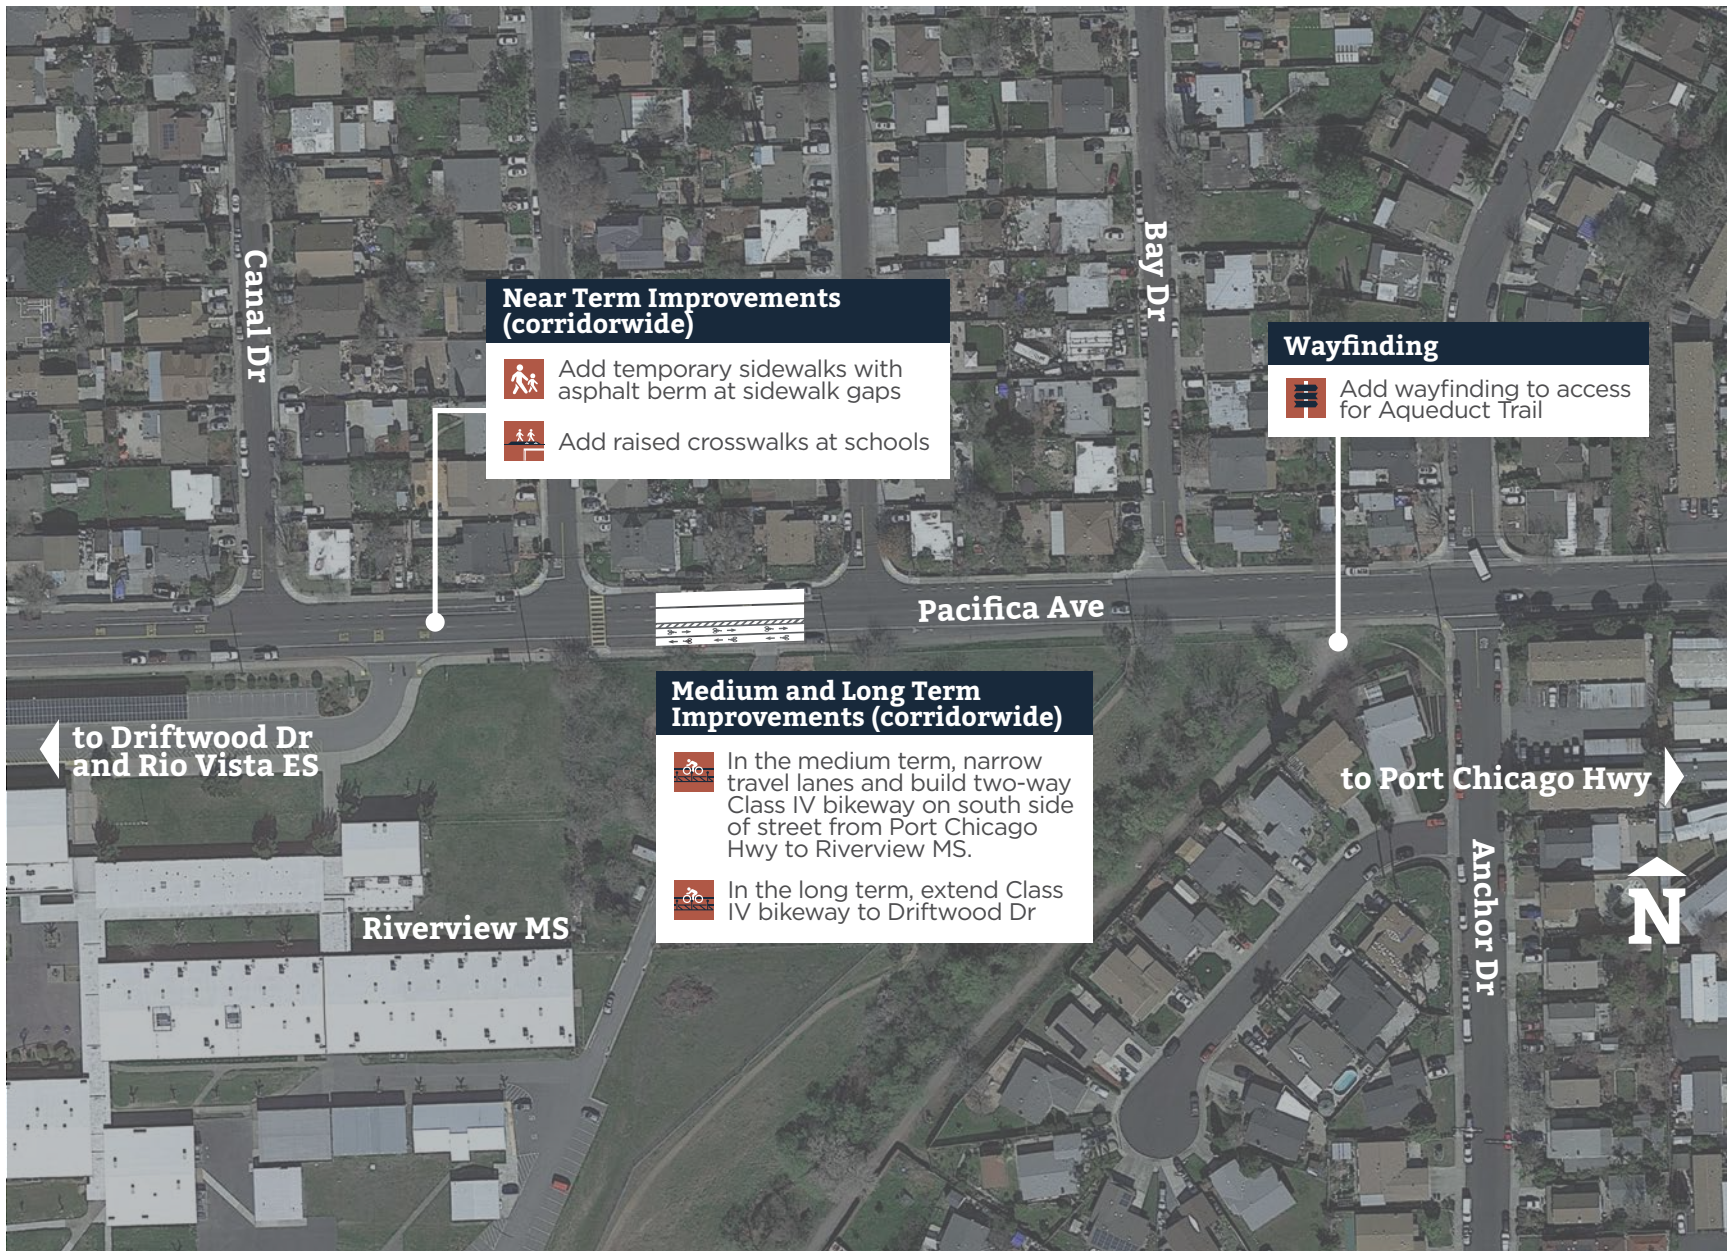 Canal Dr
Bay Dr
Near Term Improvements
(corridorwide)
Add temporary sidewalks with
asphalt berm at sidewalk gaps
Add raised crosswalks at schools
Wayfinding
Add wayfinding to access
for Aqueduct Trail
Pacifica Ave
Medium and Long Term
Improvements (corridorwide)
In the medium term, narrow
travel lanes and build two-way
Class IV bikeway on south side
of street from Port Chicago
Hwy to Riverview MS.
In the long term, extend Class
IV bikeway to Driftwood Dr
to Driftwood Dr
and Rio Vista ES
to Port Chicago Hwy
Riverview MS
Anchor Dr
N